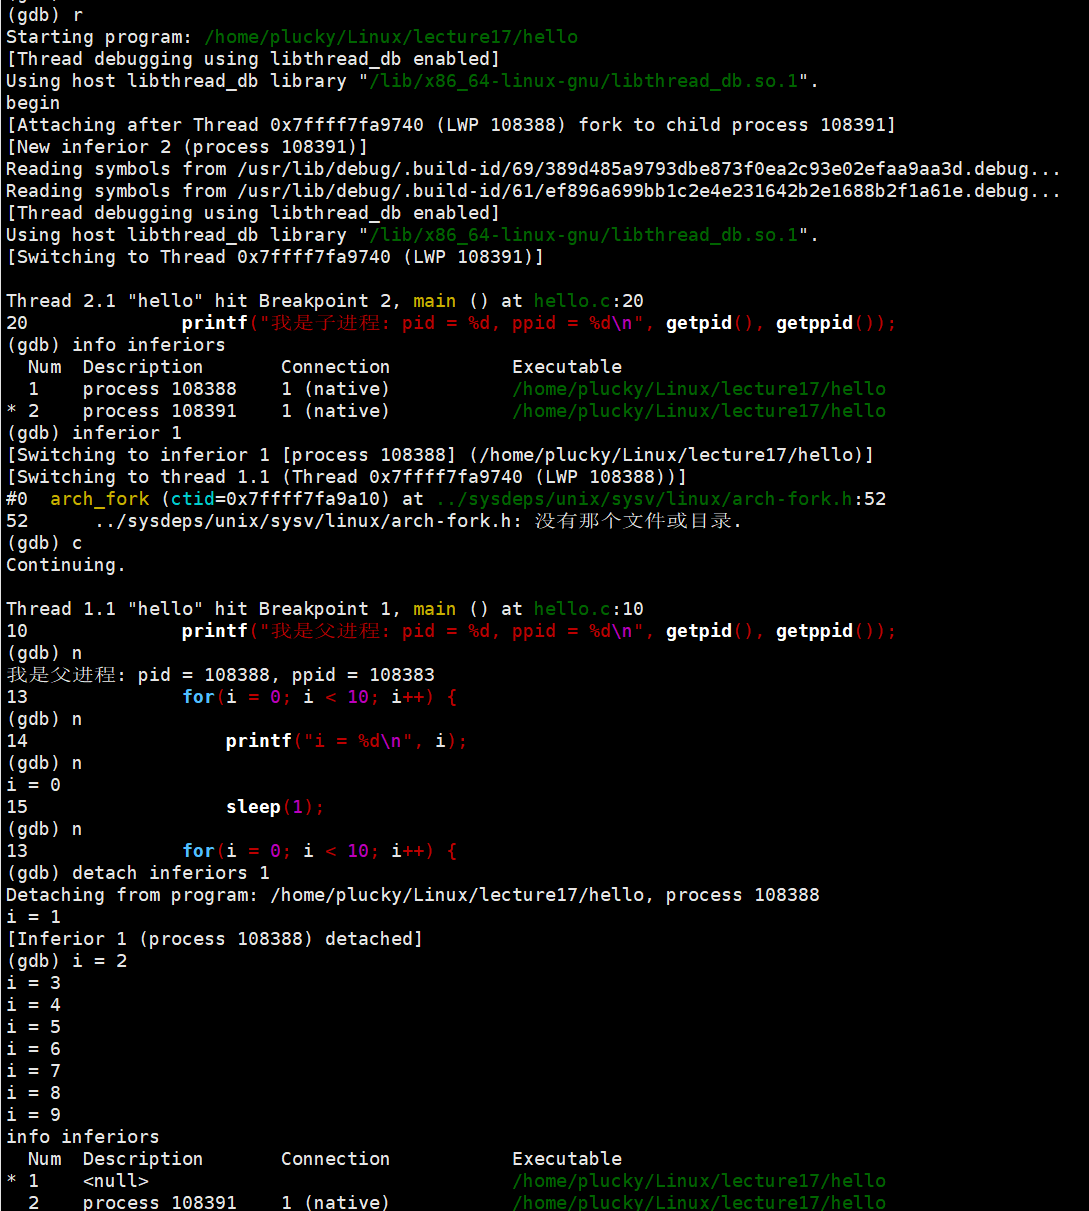 (gdb) r
Starting program: /home/plucky/Linux/lecture17/hello
[Thread debugging using libthread_db enabled]
Using host libthread_db library "/lib/x86_64-linux-gnu/libthread_db.so.1".
begin
[Attaching after Thread 0x7ffff7fa9740 (LWP 108388) fork to child process 108391]
[New inferior 2 (process 108391)]
Reading symbols from /usr/lib/debug/.build-id/69/389d485a9793dbe873f0ea2c93e02efaa9aa3d.debug...
Reading symbols from /usr/lib/debug/.build-id/61/ef896a699bb1c2e4e231642b2e1688b2f1a61e.debug...
[Thread debugging using libthread_db enabled]
Using host libthread_db library "/lib/x86_64-linux-gnu/libthread_db.so.1".
[Switching to Thread 0x7ffff7fa9740 (LWP 108391)]
Thread 2.1 "hello" hit Breakpoint 2, main () at hello.c:20
20              printf("我是子进程: pid = %d, ppid = %d\n", getpid(), getppid());
(gdb) info inferiors
  Num  Description       Connection           Executable
  1    process 108388    1 (native)           /home/plucky/Linux/lecture17/hello
* 2    process 108391    1 (native)           /home/plucky/Linux/lecture17/hello
(gdb) inferior 1
[Switching to inferior 1 [process 108388] (/home/plucky/Linux/lecture17/hello)]
[Switching to thread 1.1 (Thread 0x7ffff7fa9740 (LWP 108388))]
#0  arch_fork (ctid=0x7ffff7fa9a10) at ../sysdeps/unix/sysv/linux/arch-fork.h:52
52      ../sysdeps/unix/sysv/linux/arch-fork.h: 没有那个文件或目录.
(gdb) c
Continuing.
Thread 1.1 "hello" hit Breakpoint 1, main () at hello.c:10
10              printf("我是父进程: pid = %d, ppid = %d\n", getpid(), getppid());
(gdb) n
我是父进程: pid = 108388, ppid = 108383
13              for(i = 0; i < 10; i++) {
(gdb) n
14                  printf("i = %d\n", i);
(gdb) n
i = 0
15                  sleep(1);
(gdb) n
13              for(i = 0; i < 10; i++) {
(gdb) detach inferiors 1
Detaching from program: /home/plucky/Linux/lecture17/hello, process 108388
i = 1
[Inferior 1 (process 108388) detached]
(gdb) i = 2
i = 3
i = 4
i = 5
i = 6
i = 7
i = 8
i = 9
info inferiors
  Num  Description       Connection           Executable
* 1    <null>                                 /home/plucky/Linux/lecture17/hello
  2    process 108391    1 (native)           /home/plucky/Linux/lecture17/hello